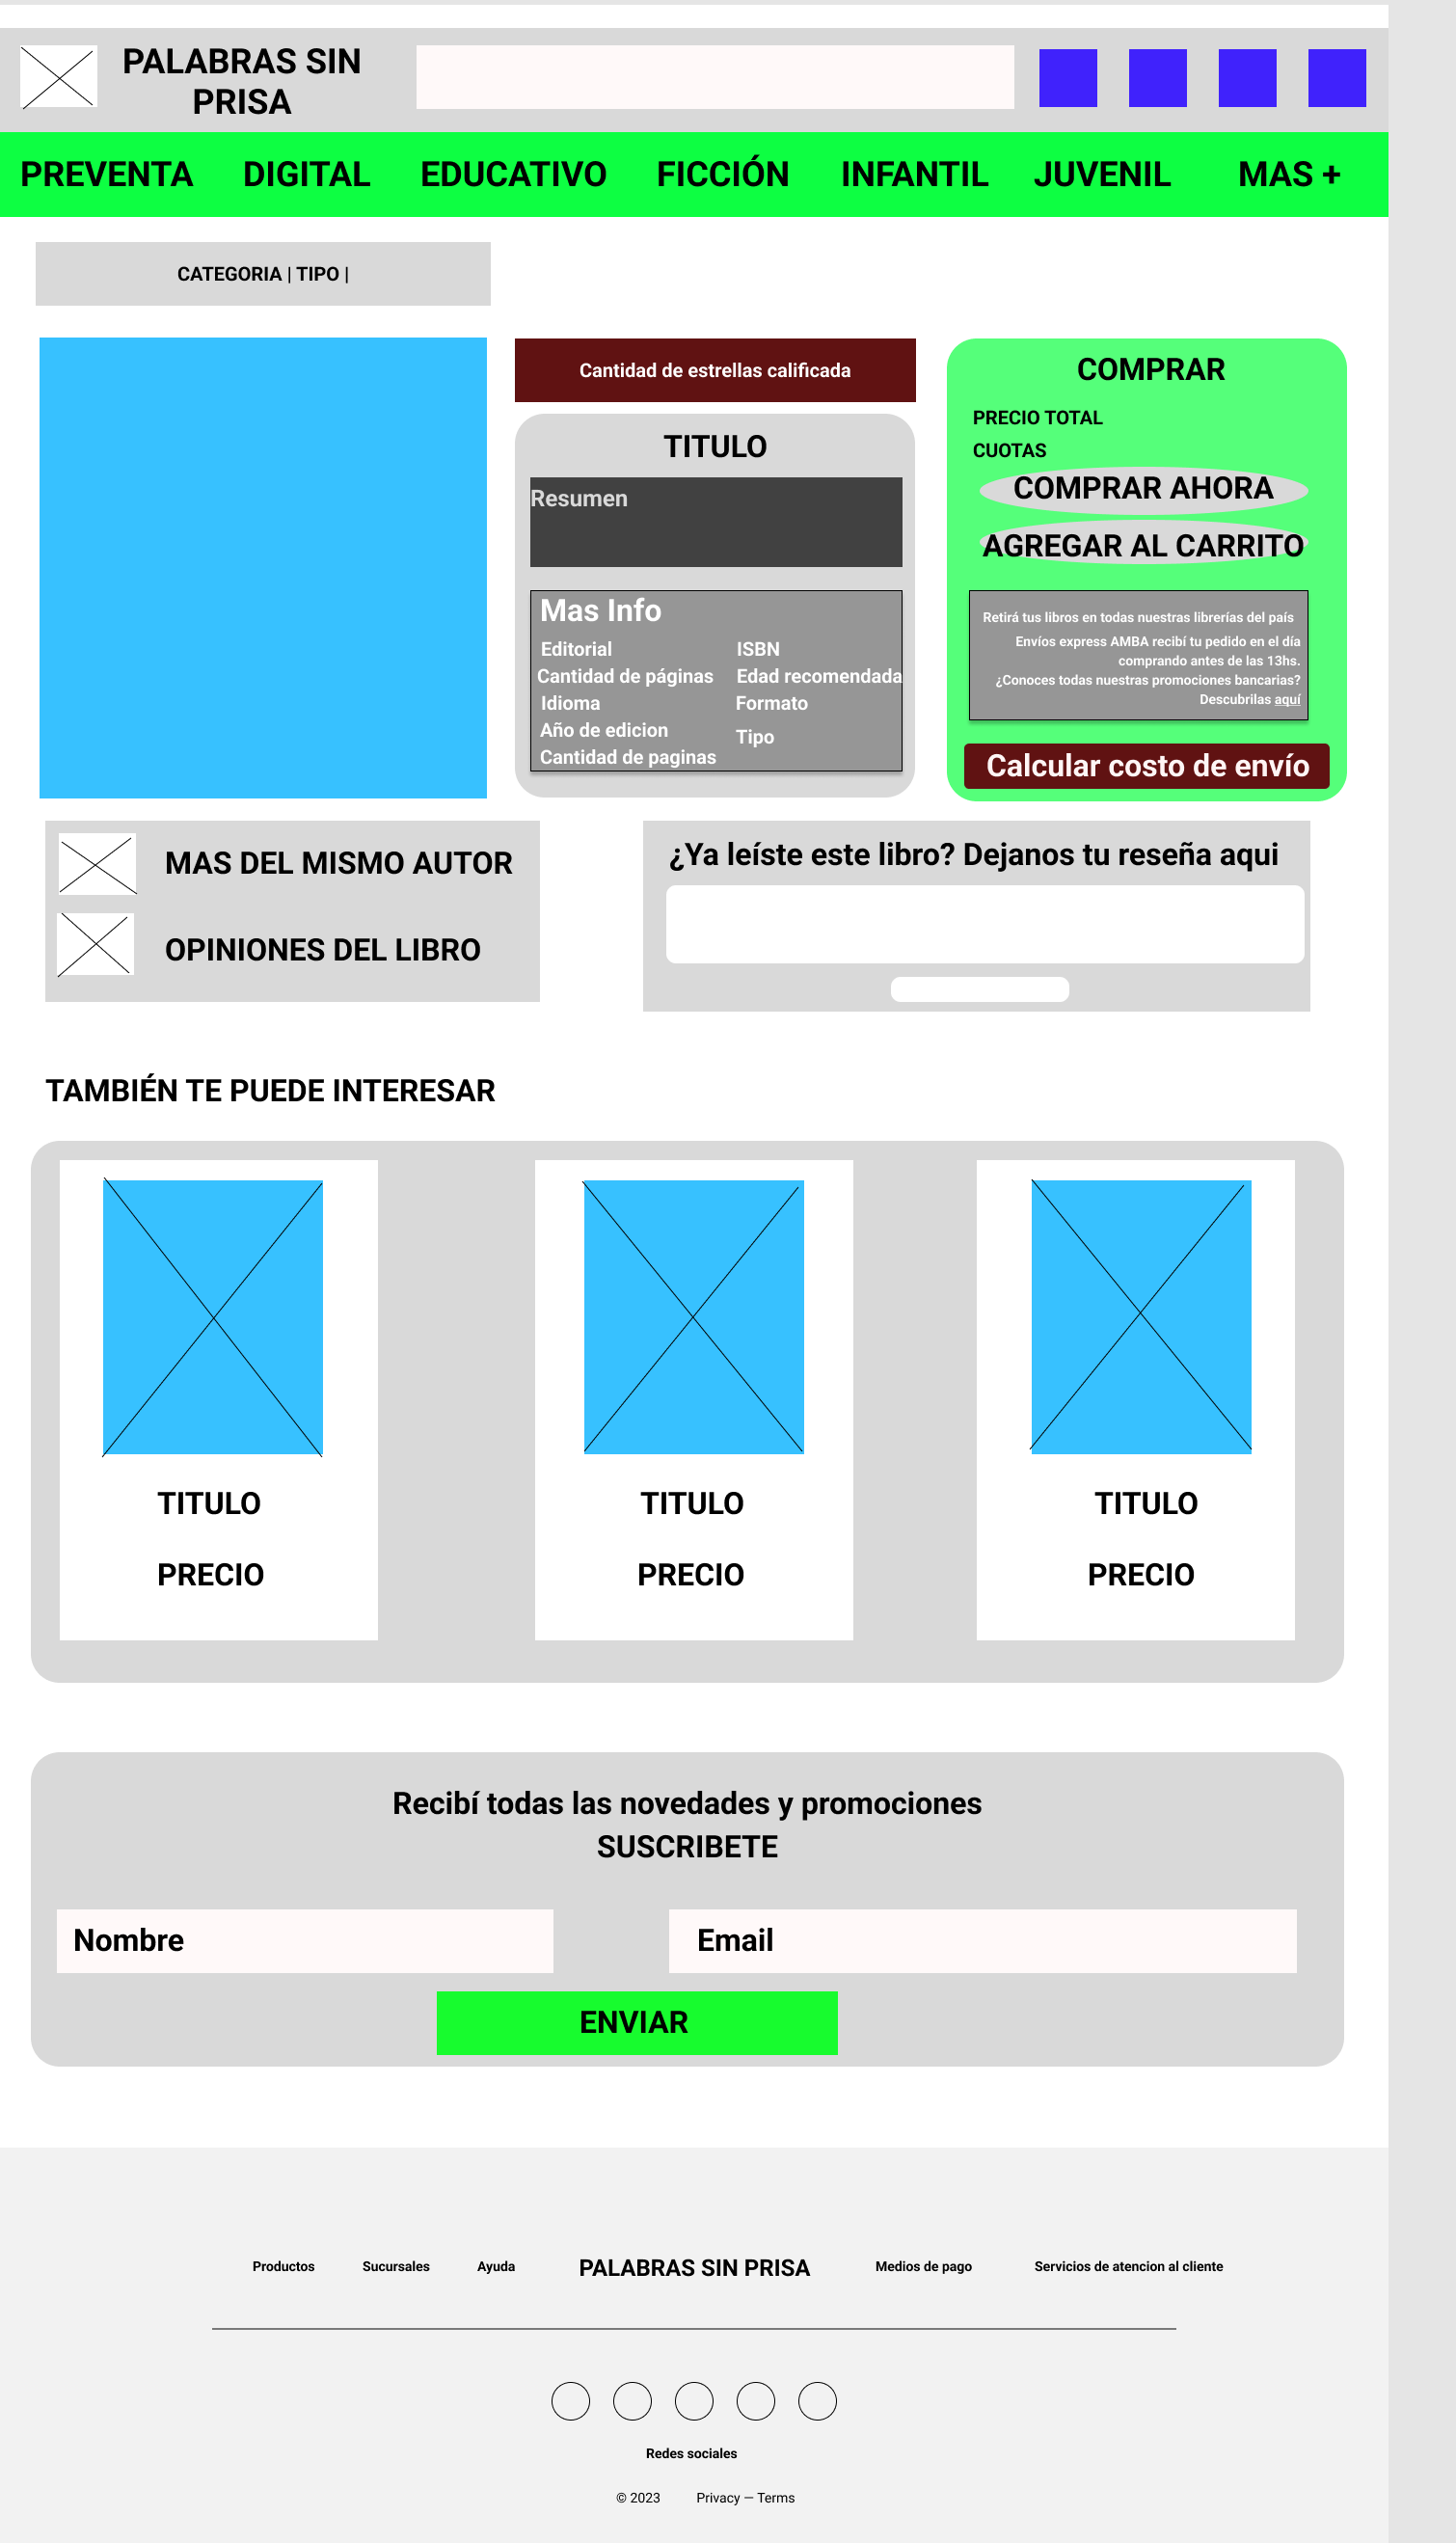 PALABRAS SIN
PRISA
PREVENTA DIGITAL EDUCATIVO FICCIÓN INFANTIL JUVENIL MAS +
CATEGORIA | TIPO |
Cantidad de estrellas calificada
TITULO
Resumen
Mas Info
Editorial ISBN
Cantidad de páginas Edad recomendada
Idioma Formato
Año de edicion Tipo
Cantidad de paginas
COMPRAR
PRECIO TOTAL
CUOTAS
COMPRAR AHORA
AGREGAR AL CARRITO
Retirá tus libros en todas nuestras librerías del país
Envíos express AMBA recibí tu pedido en el día
comprando antes de las 13hs.
¿Conoces todas nuestras promociones bancarias?
Descubrilas aquí
Calcular costo de envío
MAS DEL MISMO AUTOR
OPINIONES DEL LIBRO
¿Ya leíste este libro? Dejanos tu reseña aqui
TAMBIÉN TE PUEDE INTERESAR
TITULO TITULO TITULO
PRECIO PRECIO PRECIO
Recibí todas las novedades y promociones
SUSCRIBETE
Nombre Email
ENVIAR
Productos Sucursales Ayuda PALABRAS SIN PRISA Medios de pago Servicios de atencion al cliente
Redes sociales
© 2023 Privacy — Terms